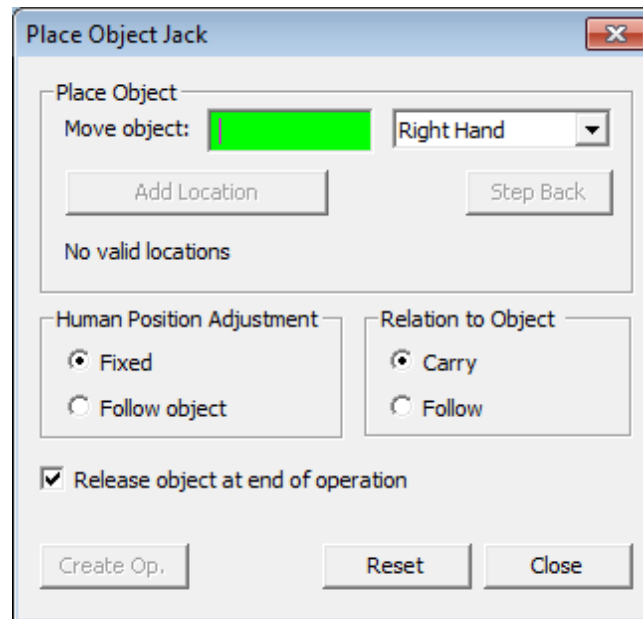 Place Object Jack
Place Object
Move object: Right Hand
Add Location Step Back
No valid locations
Human Position Adjustment Relation to Object
Fixed Carry
Follow object Follow
Release object at end of operation
Create Op. Reset Close